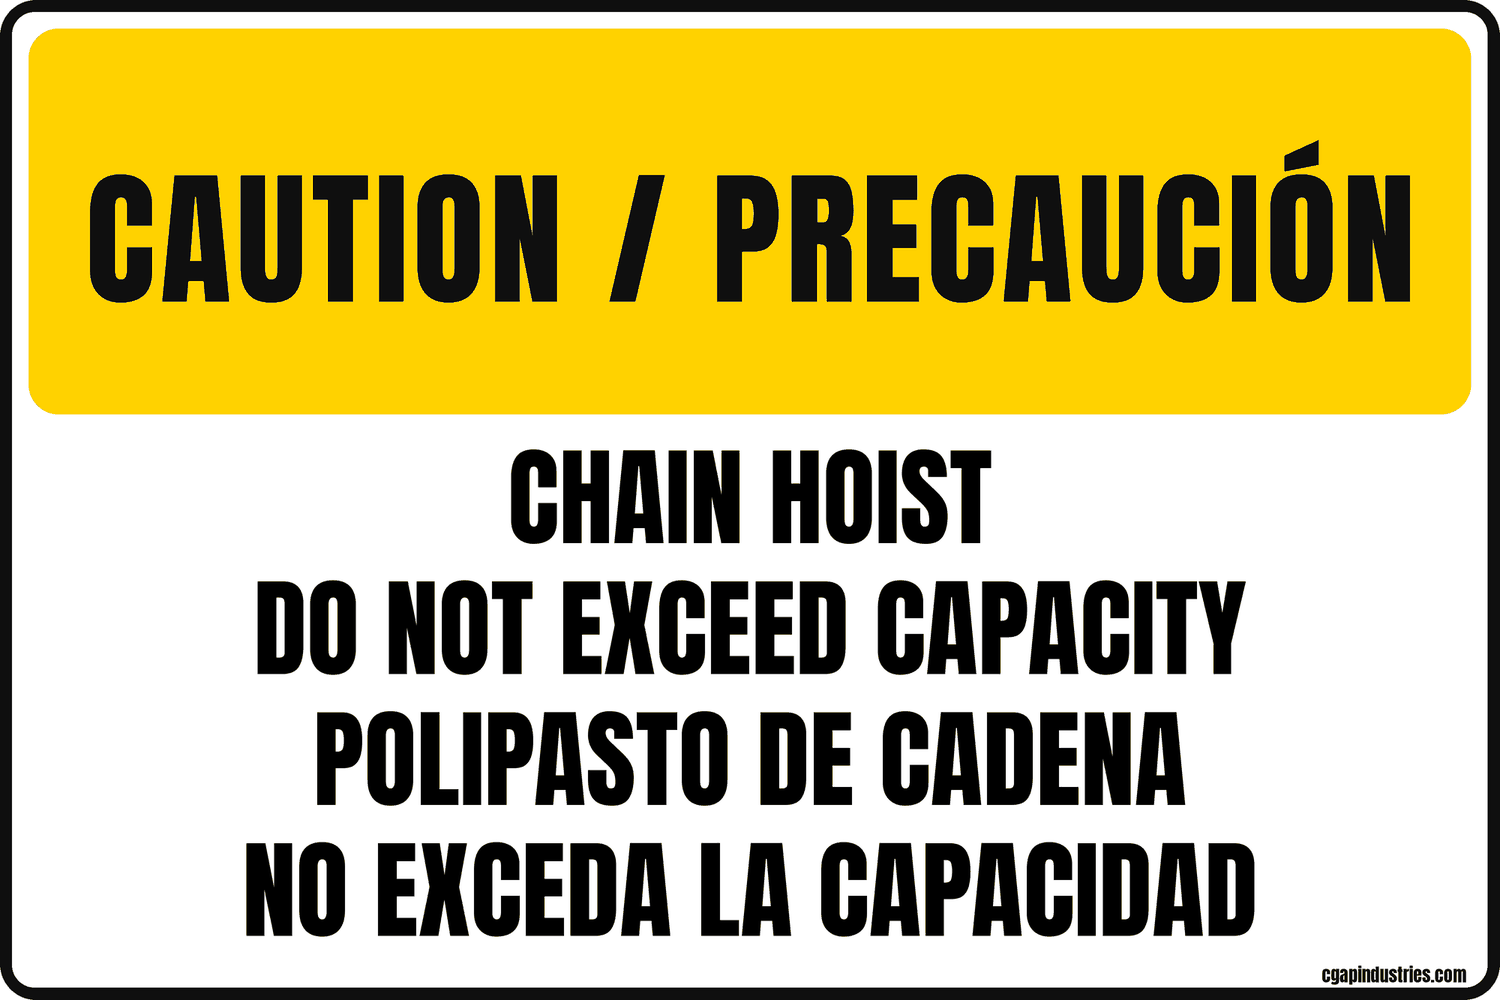 CAUTION / PRECAUCIÓN
CHAIN HOIST
DO NOT EXCEED CAPACITY
POLIPASTO DE CADENA
NO EXCEDA LA CAPACIDAD
cgapindustries.com